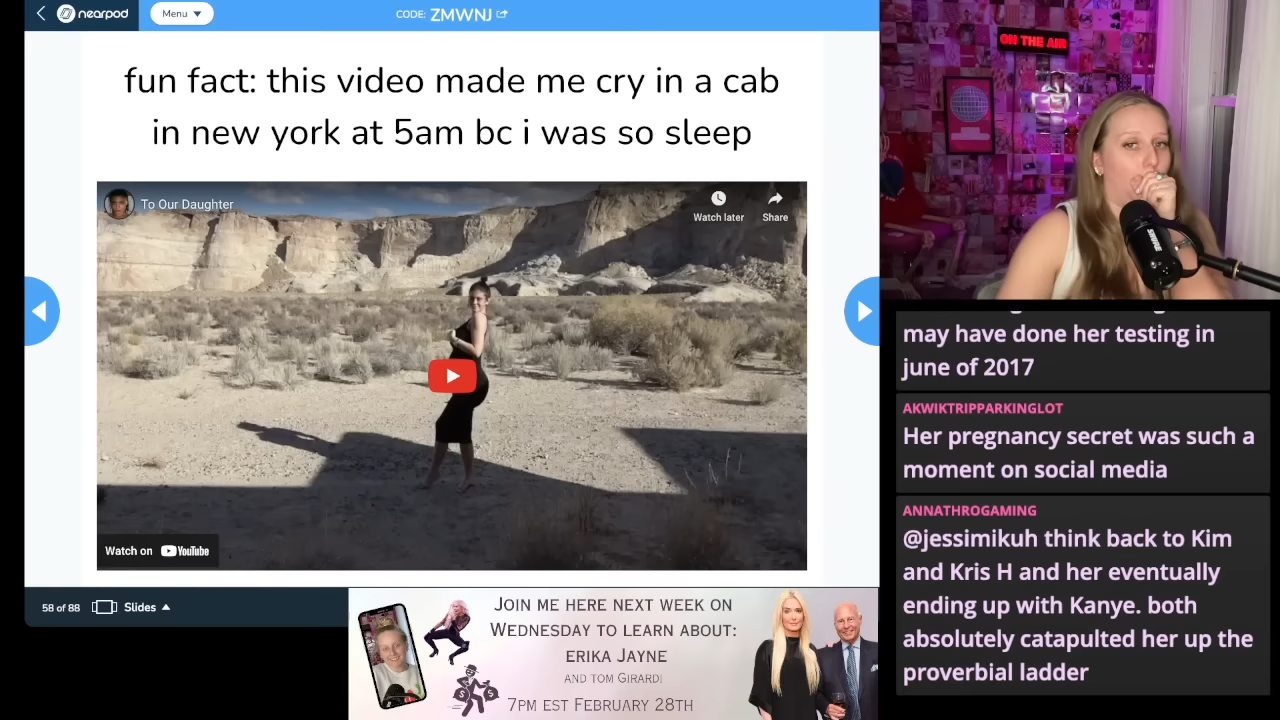 nearpod
Menu
CODE: ZMWNJ
fun fact: this video made me cry in a cab
in new york at 5am bc i was so sleep
To Our Daughter
Watch later
Share
Watch on YouTube
58 of 88
Slides
JOIN ME HERE NEXT WEEK ON
WEDNESDAY TO LEARN ABOUT:
ERIKA JAYNE
AND TOM GIRARDI
7PM EST FEBRUARY 28TH
ON THE AIR
SHURE
may have done her testing in
june of 2017
AKWIKTRIPPARKINGLOT
Her pregnancy secret was such a
moment on social media
ANNATHROGAMING
@jessimikuh think back to Kim
and Kris H and her eventually
ending up with Kanye. both
absolutely catapulted her up the
proverbial ladder